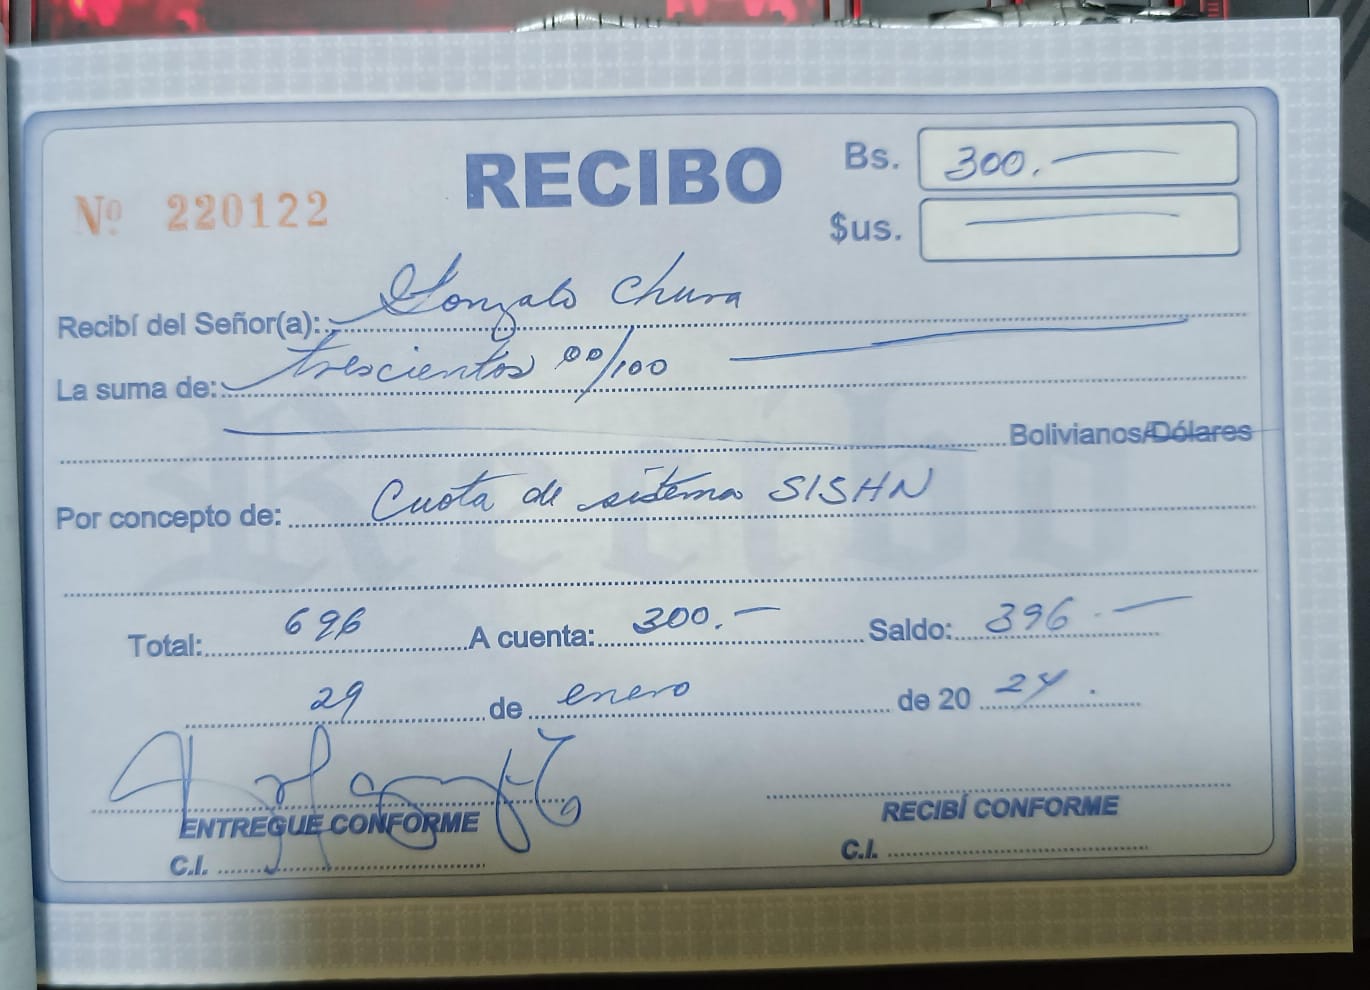 RECIBO
Bs. 300.
$us.
Nº 220122
Recibí del Señor(a): Gonzalo Chura
La suma de: trescientos 00/100
Bolivianos/Dólares
Por concepto de: Cuota de sistema SISHN
Total: 696 A cuenta: 300.- Saldo: 396.-
29 de enero de 2024.
ENTREGUE CONFORME
C.I.
RECIBÍ CONFORME
C.I.